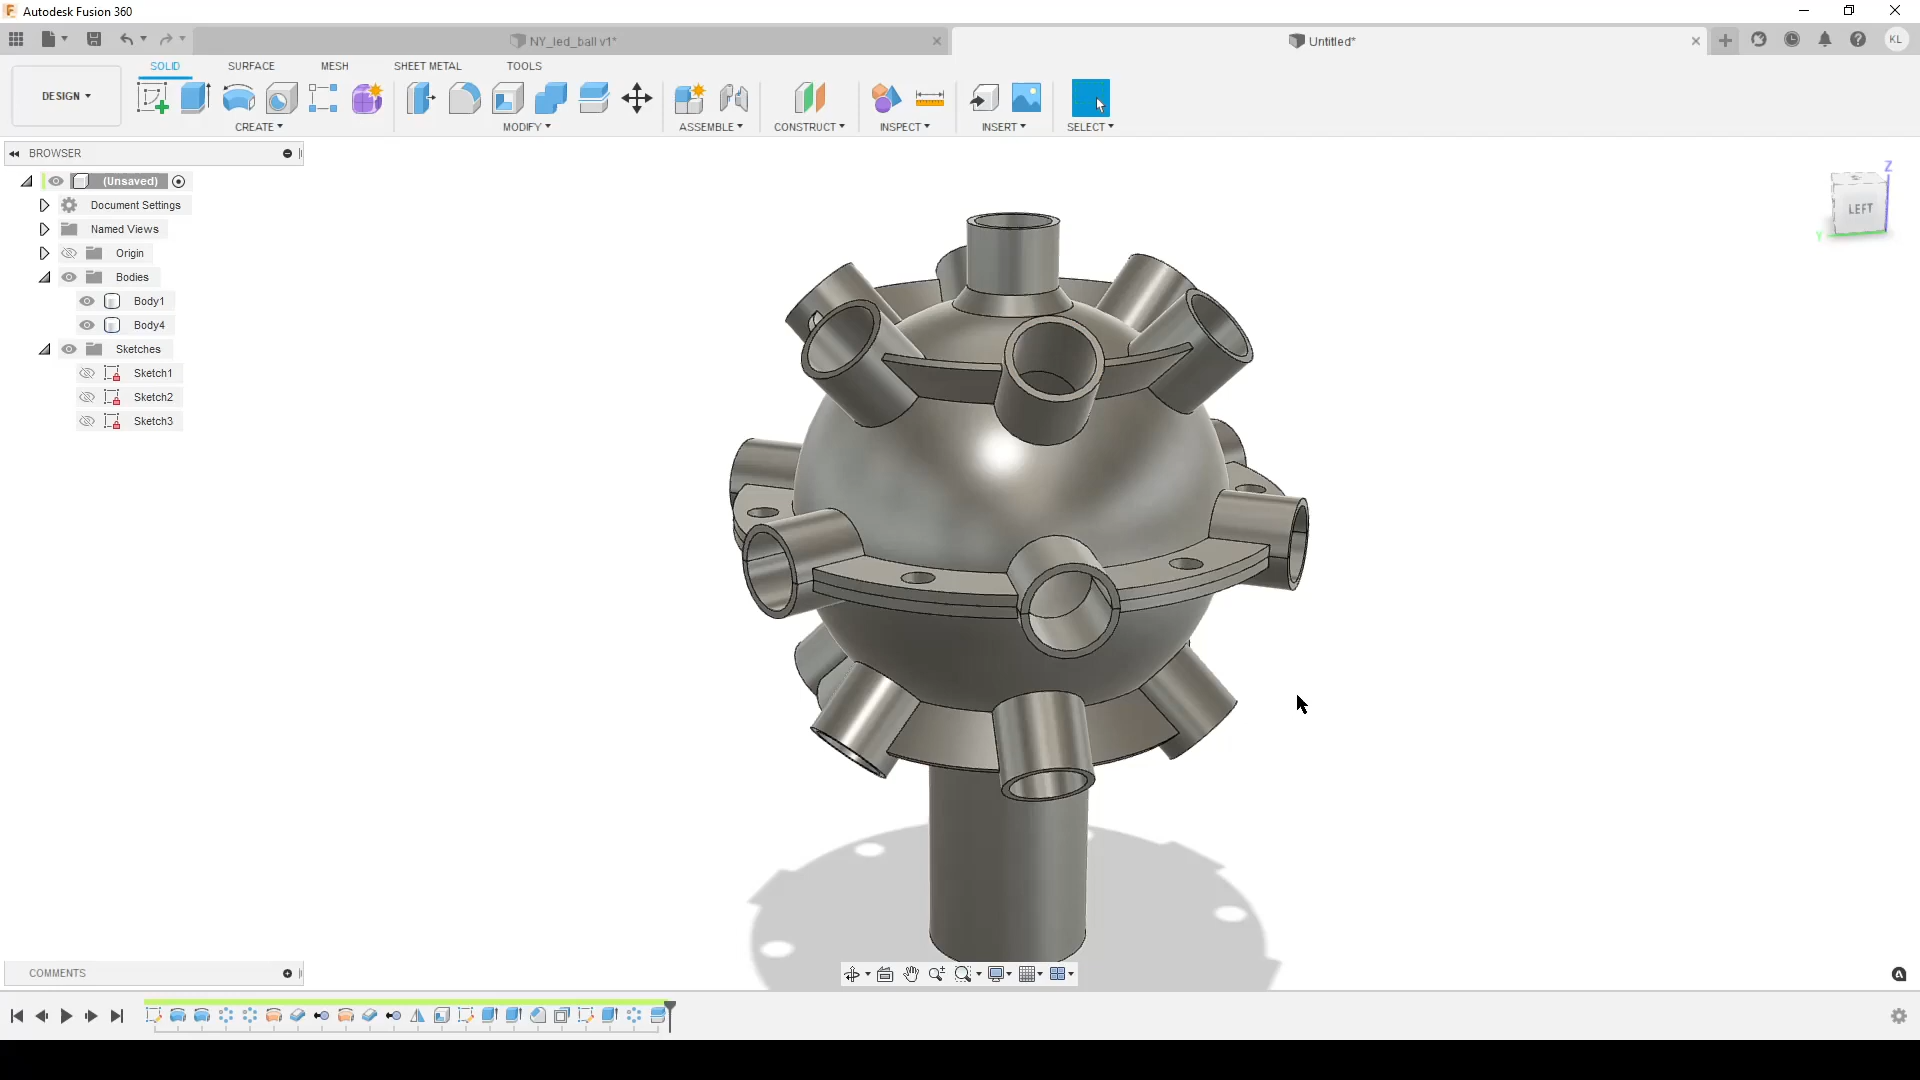 Autodesk Fusion 360
NY_led_ball v1*
Untitled*
KL
DESIGN
SOLID
SURFACE
MESH
SHEET METAL
TOOLS
CREATE
MODIFY
ASSEMBLE
CONSTRUCT
INSPECT
INSERT
SELECT
BROWSER
(Unsaved)
Document Settings
Named Views
Origin
Bodies
Body1
Body4
Sketches
Sketch1
Sketch2
Sketch3
Z
LEFT
Y
COMMENTS